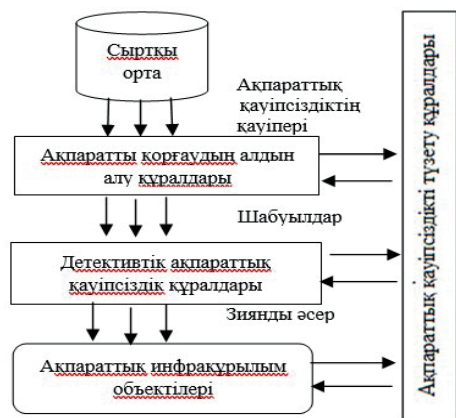 Сыртқы
орта
Ақпараттық
қауіпсіздіктің
қауіпері
Ақпаратты қорғаудың алдын
алу құралдары
Шабуылдар
Детективтік ақпараттық
қауіпсіздік құралдары
Зиянды әсер
Ақпараттық инфрақұрылым
объектілері
Ақпараттық қауіпсіздікті түзету құралдары